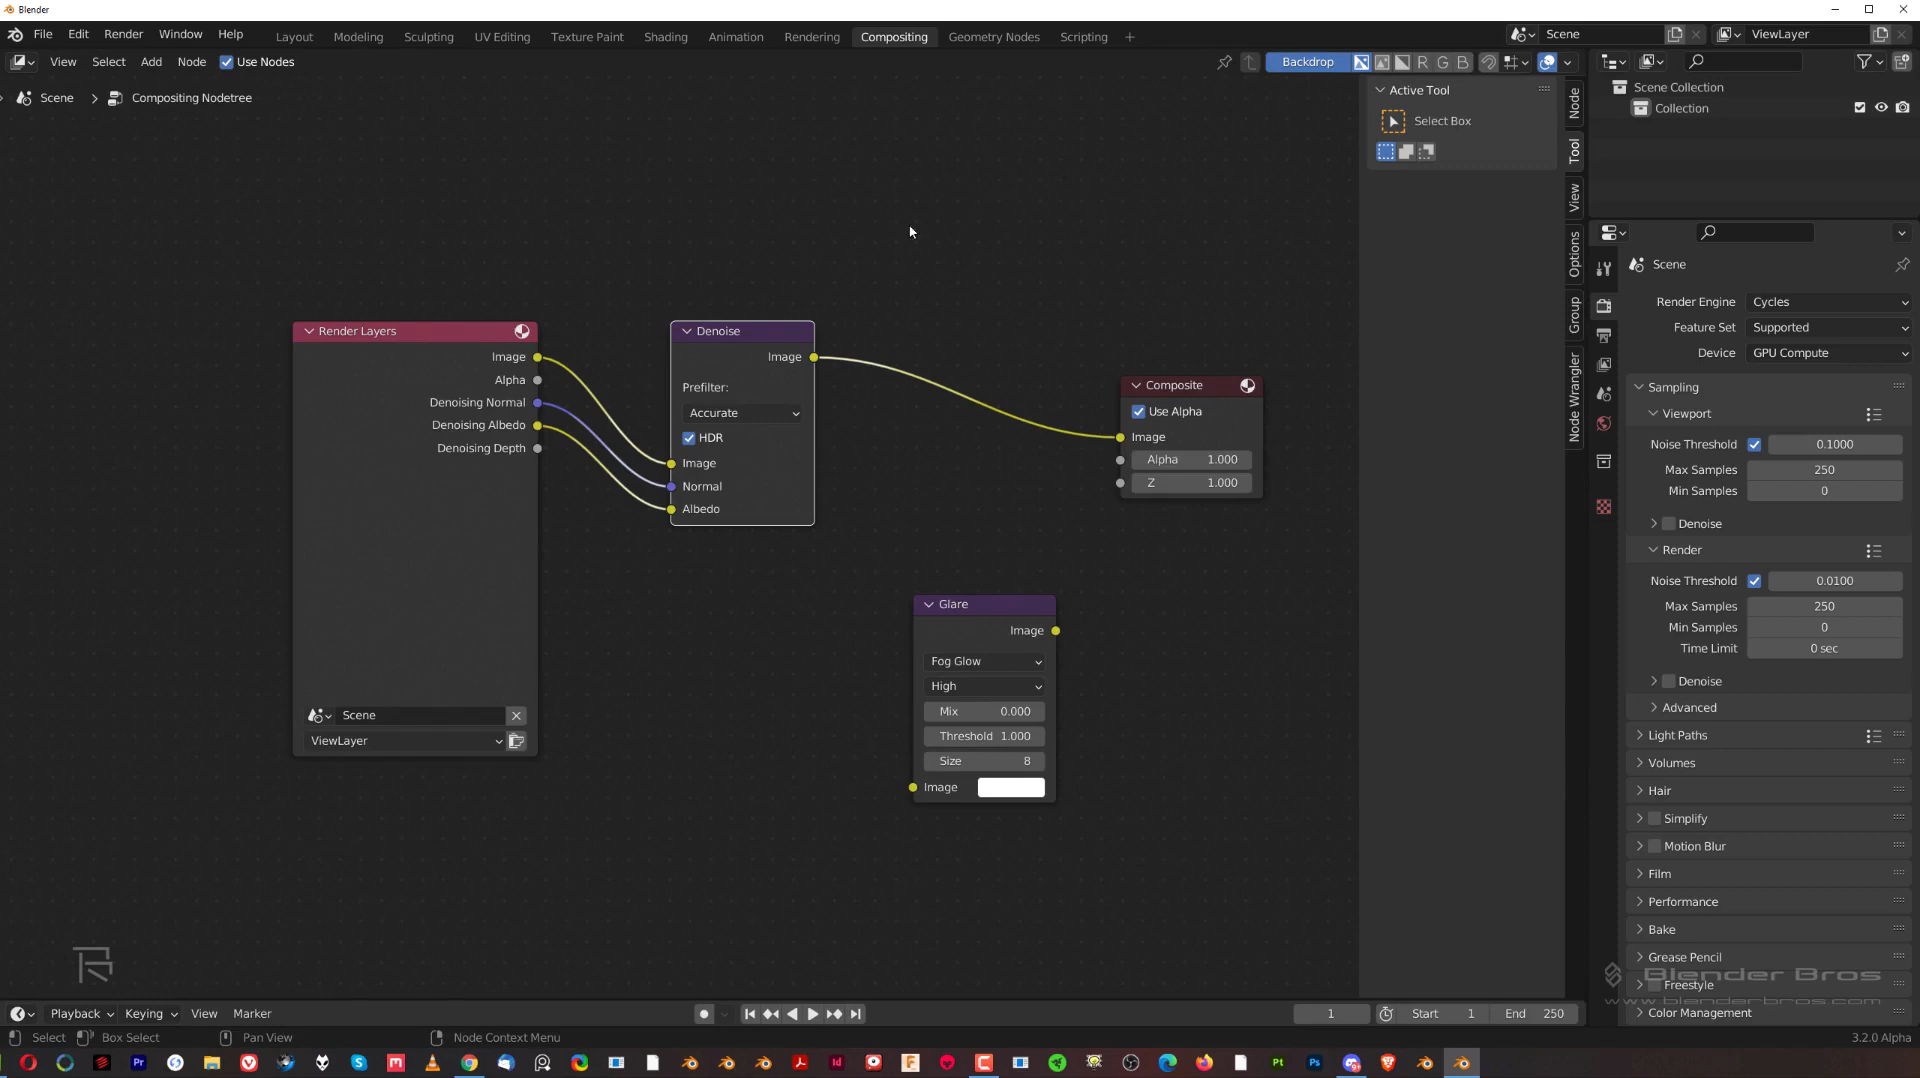 Blender
File Edit Render Window Help
Layout Modeling Sculpting UV Editing Texture Paint Shading Animation Rendering Compositing Geometry Nodes Scripting +
Scene
ViewLayer
View Select Add Node Use Nodes
Backdrop R G B
Scene > Compositing Nodetree
Active Tool
Select Box
Node
Tool
View
Options
Group
Node Wrangler
Scene Collection
Collection
Render Layers
Image
Alpha
Denoising Normal
Denoising Albedo
Denoising Depth
Scene
ViewLayer
Denoise
Image
Prefilter:
Accurate
HDR
Image
Normal
Albedo
Composite
Use Alpha
Image
Alpha 1.000
Z 1.000
Glare
Image
Fog Glow
High
Mix 0.000
Threshold 1.000
Size 8
Image
Scene
Render Engine Cycles
Feature Set Supported
Device GPU Compute
Sampling
Viewport
Noise Threshold 0.1000
Max Samples 250
Min Samples 0
Denoise
Render
Noise Threshold 0.0100
Max Samples 250
Min Samples 0
Time Limit 0 sec
Denoise
Advanced
Light Paths
Volumes
Hair
Simplify
Motion Blur
Film
Performance
Bake
Grease Pencil
Freestyle
Color Management
Blender Bros
www.blenderbros.com
Playback Keying View Marker
1 Start 1 End 250
Select Box Select Pan View Node Context Menu
3.2.0 Alpha
Pr
Id
Pt
Ps